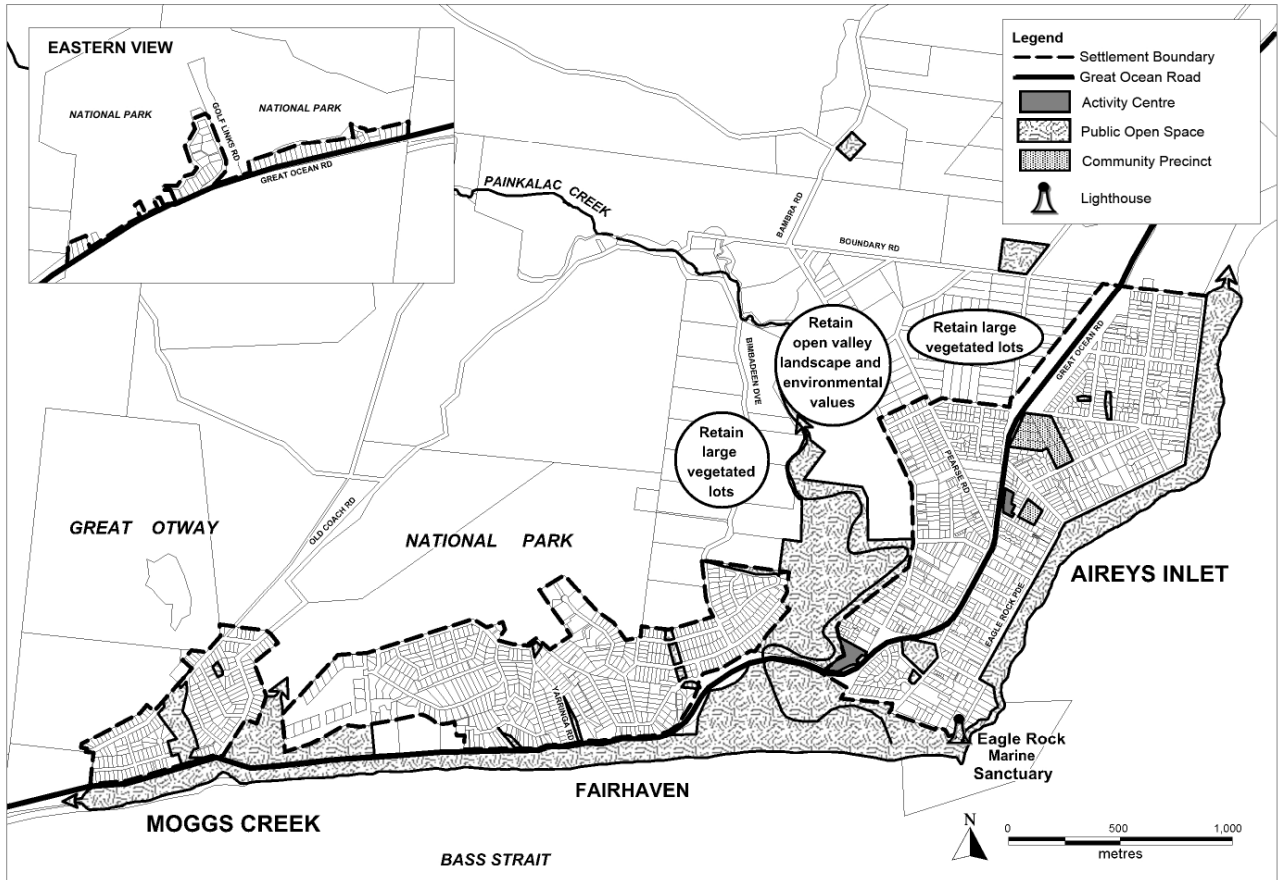 EASTERN VIEW
NATIONAL PARK
NATIONAL PARK
GOLF LINKS RD
GREAT OCEAN RD
Legend
Settlement Boundary
Great Ocean Road
Activity Centre
Public Open Space
Community Precinct
Lighthouse
PAINKALAC CREEK
BAMBRA RD
BOUNDARY RD
Retain
open valley
landscape and
environmental
values
Retain large
vegetated lots
GREAT OCEAN RD
BIMBADEEN DVE
Retain
large
vegetated
lots
PEARSE RD
OLD COACH RD
GREAT OTWAY
NATIONAL PARK
AIREYS INLET
EAGLE ROCK PDE
YARRINGA RD
Eagle Rock
Marine
Sanctuary
FAIRHAVEN
MOGGS CREEK
BASS STRAIT
N
0 500 1,000
metres